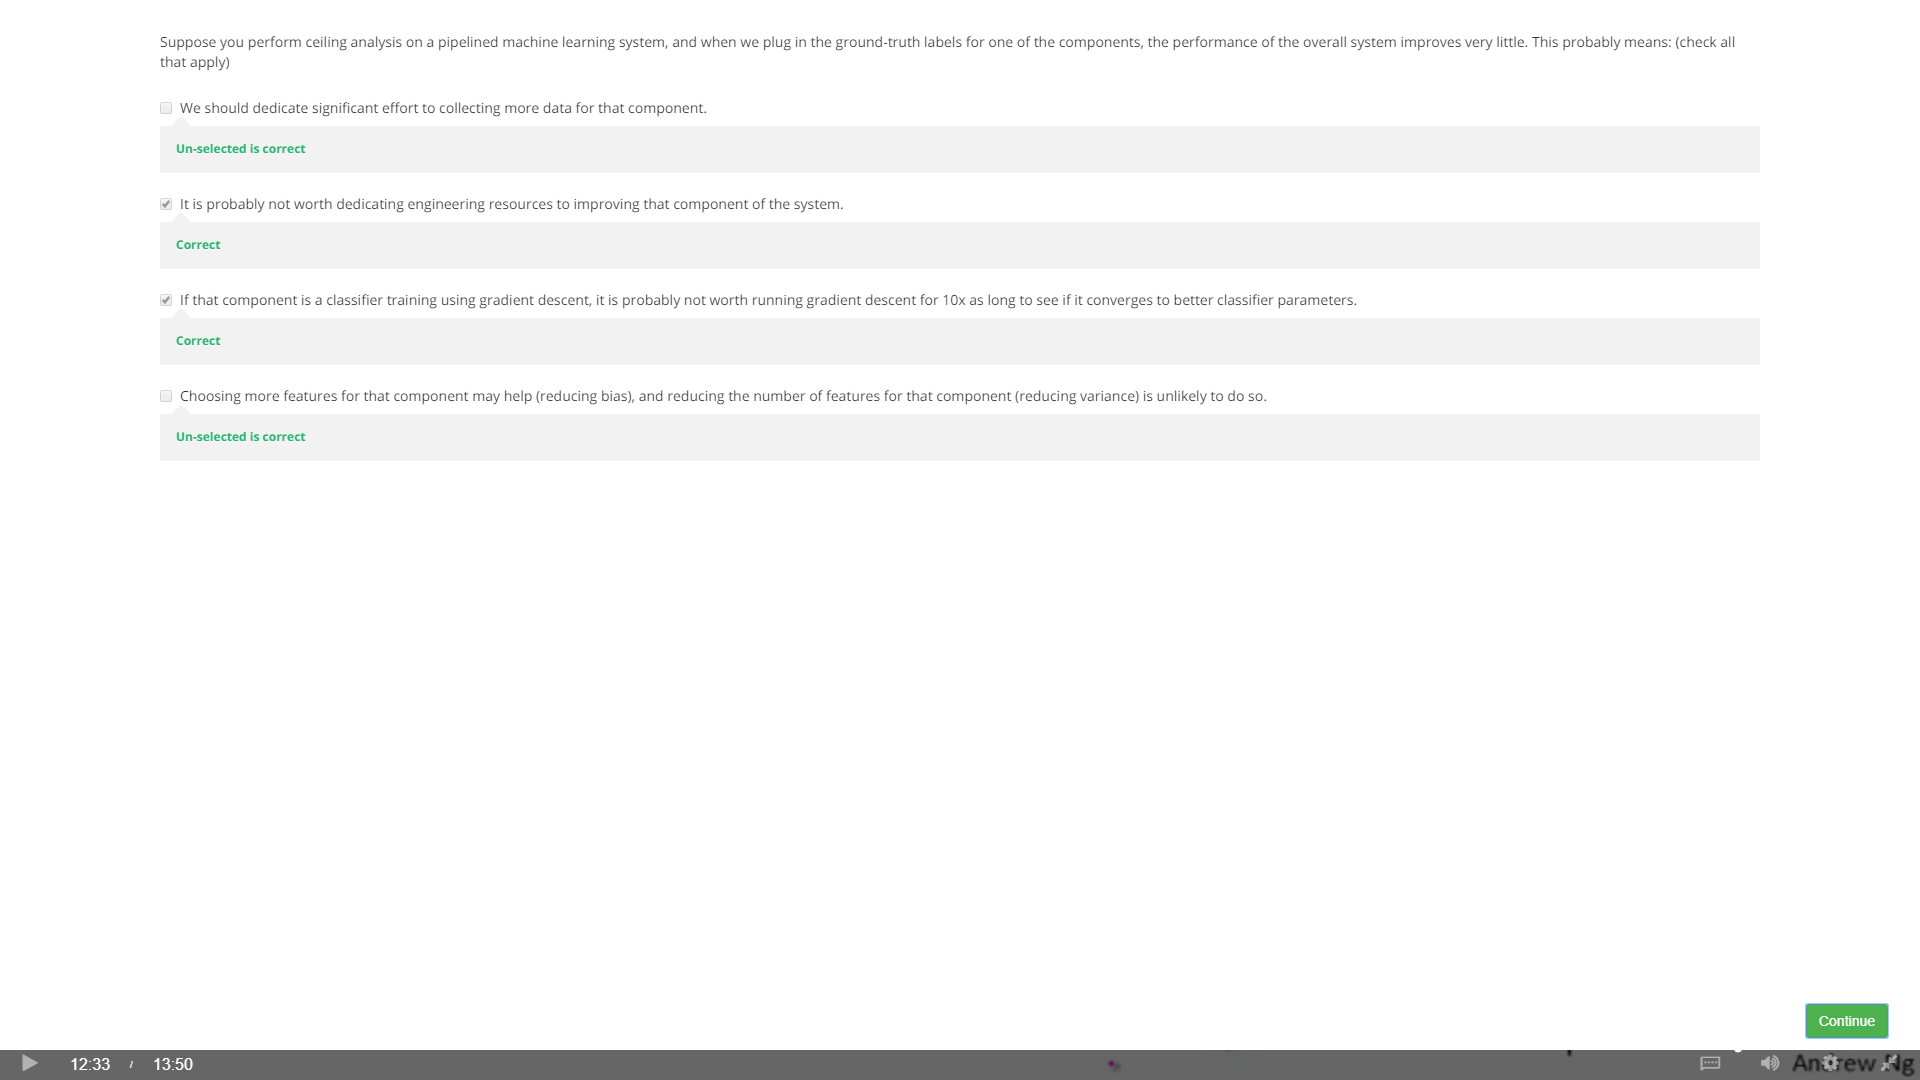 Suppose you perform ceiling analysis on a pipelined machine learning system, and when we plug in the ground-truth labels for one of the components, the performance of the overall system improves very little. This probably means: (check all
that apply)
We should dedicate significant effort to collecting more data for that component.
Un-selected is correct
It is probably not worth dedicating engineering resources to improving that component of the system.
Correct
If that component is a classifier training using gradient descent, it is probably not worth running gradient descent for 10x as long to see if it converges to better classifier parameters.
Correct
Choosing more features for that component may help (reducing bias), and reducing the number of features for that component (reducing variance) is unlikely to do so.
Un-selected is correct
Continue
12:33 / 13:50
Andrew Ng